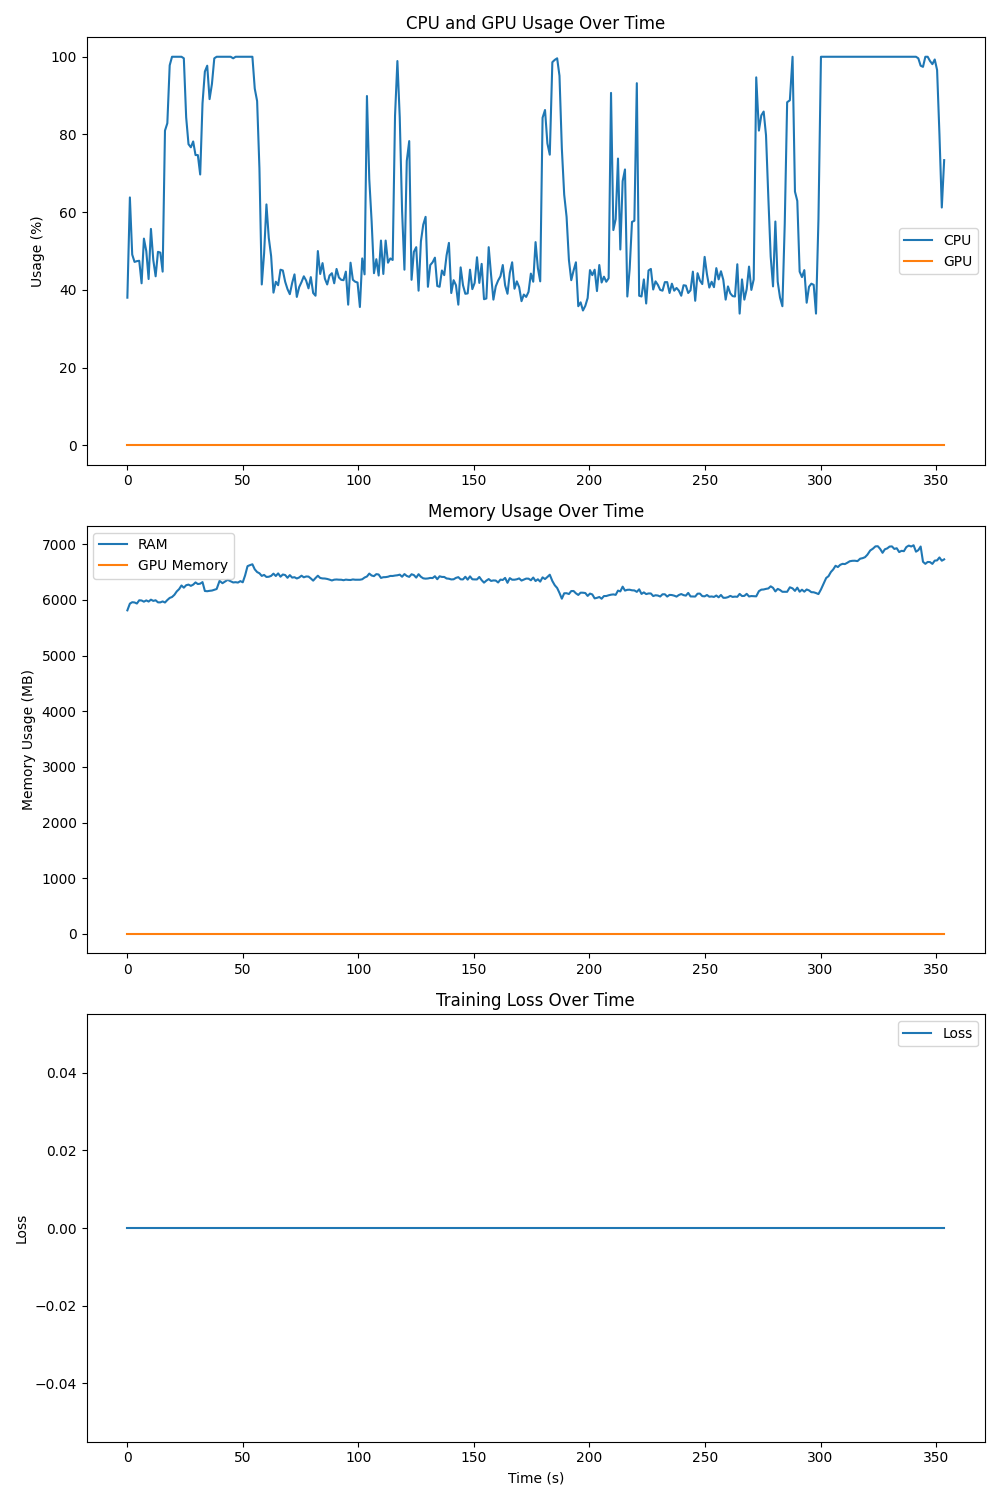 CPU and GPU Usage Over Time
Usage (%)
100
80
60
40
20
0
CPU
GPU
0 50 100 150 200 250 300 350
Memory Usage Over Time
Memory Usage (MB)
RAM
GPU Memory
7000
6000
5000
4000
3000
2000
1000
0
0 50 100 150 200 250 300 350
Training Loss Over Time
Loss
Loss
0.04
0.02
0.00
−0.02
−0.04
0 50 100 150 200 250 300 350
Time (s)